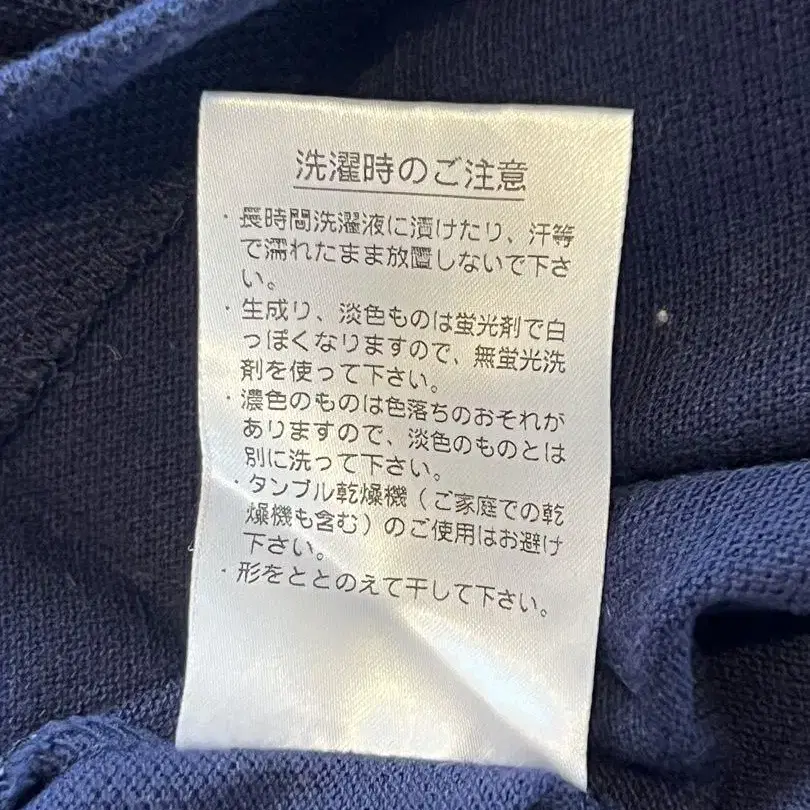 洗濯時のご注意
・長時間洗濯液に漬けたり、汗等
で濡れたまま放置しないで下さ
い。
・生成り、淡色ものは蛍光剤で白
っぽくなりますので、無蛍光洗
剤を使って下さい。
・濃色のものは色落ちのおそれが
ありますので、淡色のものとは
別に洗って下さい。
・タンブル乾燥機（ご家庭での乾
燥機も含む）のご使用はお避け
下さい。
・形をととのえて干して下さい。